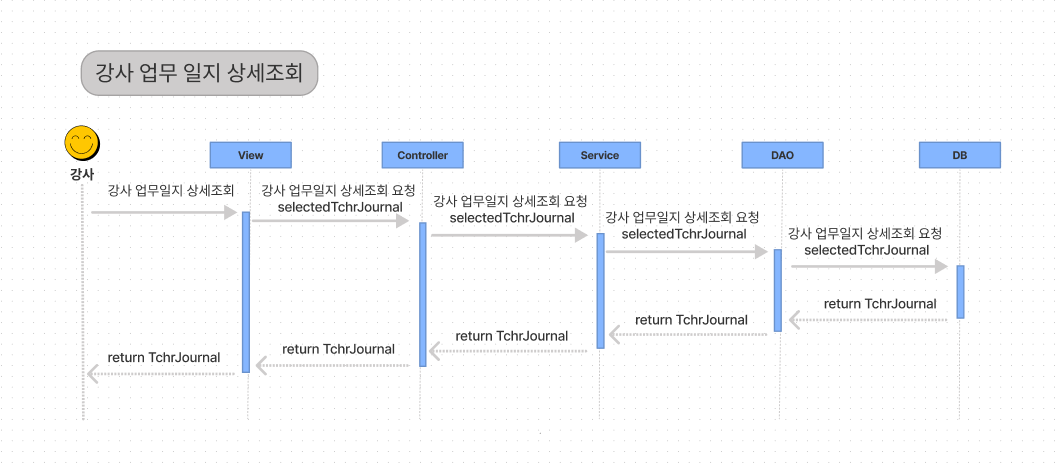 강사 업무 일지 상세조회
강사
View
Controller
Service
DAO
DB
강사 업무일지 상세조회
강사 업무일지 상세조회 요청
selectedTchrJournal
강사 업무일지 상세조회 요청
selectedTchrJournal
강사 업무일지 상세조회 요청
selectedTchrJournal
강사 업무일지 상세조회 요청
selectedTchrJournal
return TchrJournal
return TchrJournal
return TchrJournal
return TchrJournal
return TchrJournal